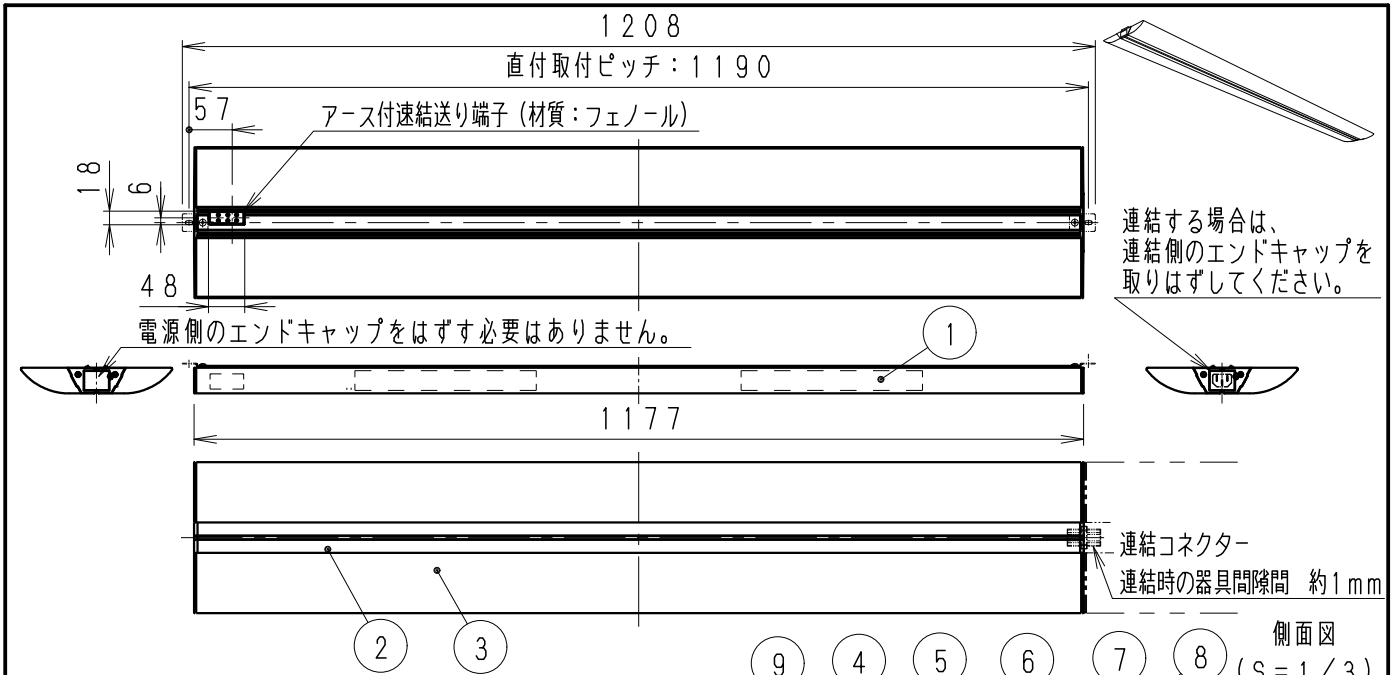 1208
直付取付ピッチ：1190
57
アース付速結送り端子（材質：フェノール）
18
6
48
連結する場合は、
連結側のエンドキャップを
取りはずしてください。
電源側のエンドキャップをはずす必要はありません。
1
1177
連結コネクター
連結時の器具間隙間 約1mm
2
3
9
4
5
6
7
8
側面図
(S=1/3)